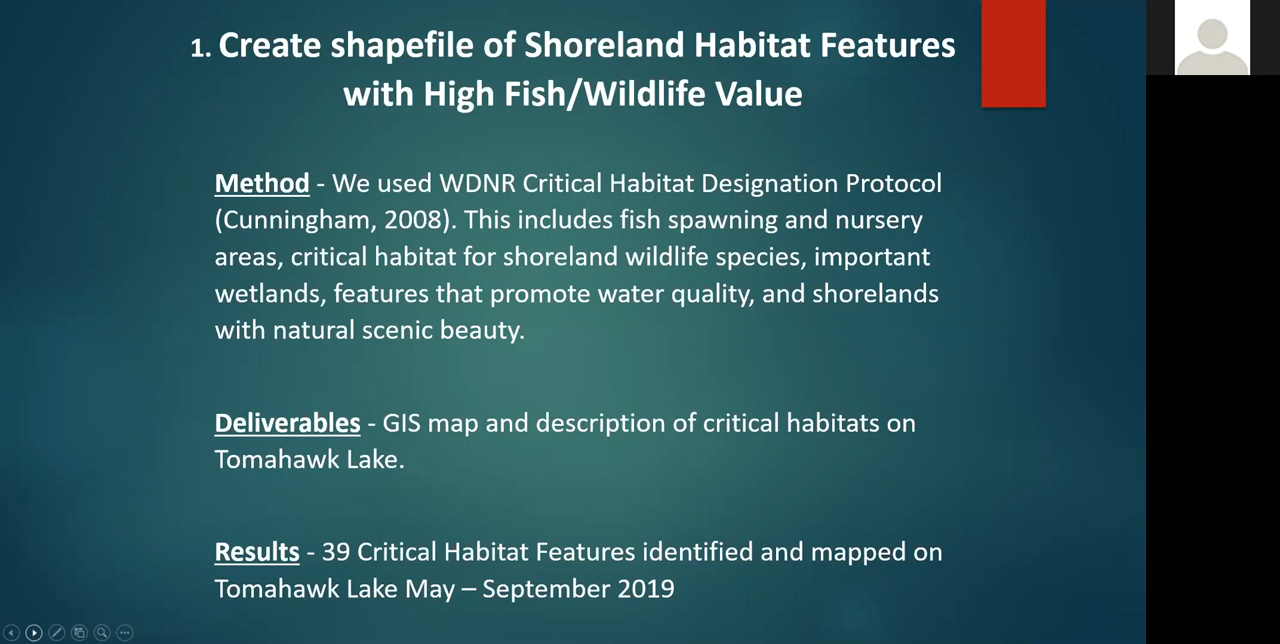 1. Create shapefile of Shoreland Habitat Features
with High Fish/Wildlife Value
Method - We used WDNR Critical Habitat Designation Protocol
(Cunningham, 2008). This includes fish spawning and nursery
areas, critical habitat for shoreland wildlife species, important
wetlands, features that promote water quality, and shorelands
with natural scenic beauty.
Deliverables - GIS map and description of critical habitats on
Tomahawk Lake.
Results - 39 Critical Habitat Features identified and mapped on
Tomahawk Lake May – September 2019